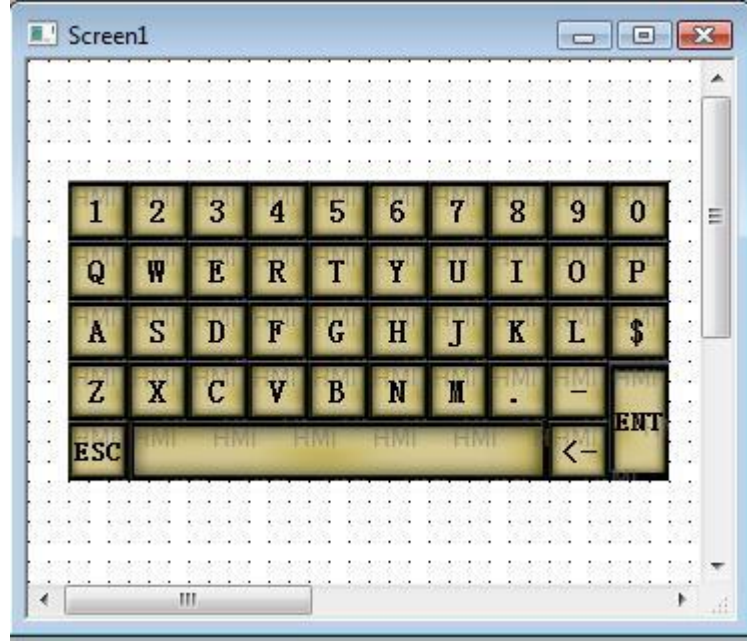 Screen1
1 2 3 4 5 6 7 8 9 0
Q W E R T Y U I O P
A S D F G H J K L $
Z X C V B N M . - ENT
ESC <-